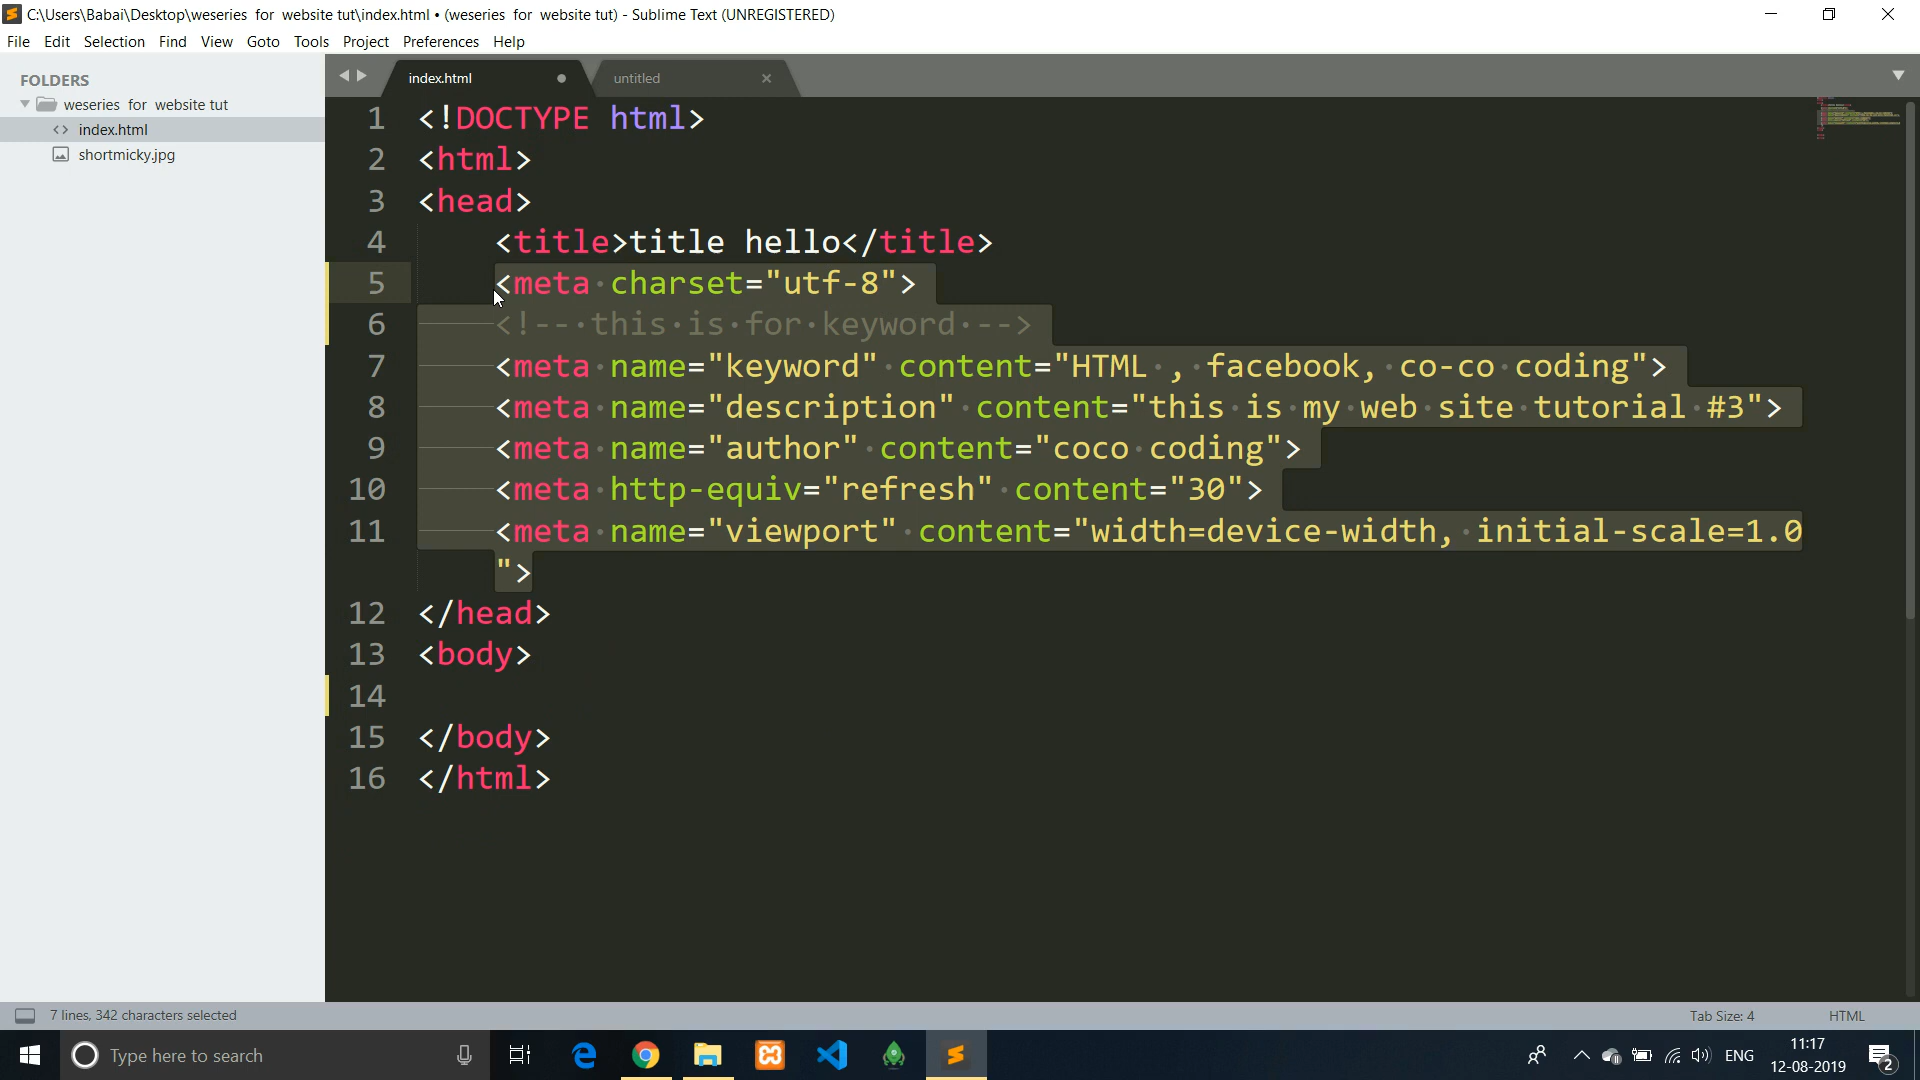 C:\Users\Babai\Desktop\weseries for website tut\index.html • (weseries for website tut) - Sublime Text (UNREGISTERED)
File Edit Selection Find View Goto Tools Project Preferences Help
FOLDERS
weseries for website tut
<> index.html
shortmicky.jpg
index.html
untitled
1 <!DOCTYPE html>
2 <html>
3 <head>
4 <title>title hello</title>
5 <meta charset="utf-8">
6 <!-- this is for keyword -->
7 <meta name="keyword" content="HTML , facebook, co-co coding">
8 <meta name="description" content="this is my web site tutorial #3">
9 <meta name="author" content="coco coding">
10 <meta http-equiv="refresh" content="30">
11 <meta name="viewport" content="width=device-width, initial-scale=1.0
">
12 </head>
13 <body>
14
15 </body>
16 </html>
7 lines, 342 characters selected
Tab Size: 4
HTML
Type here to search
ENG
11:17
12-08-2019
2